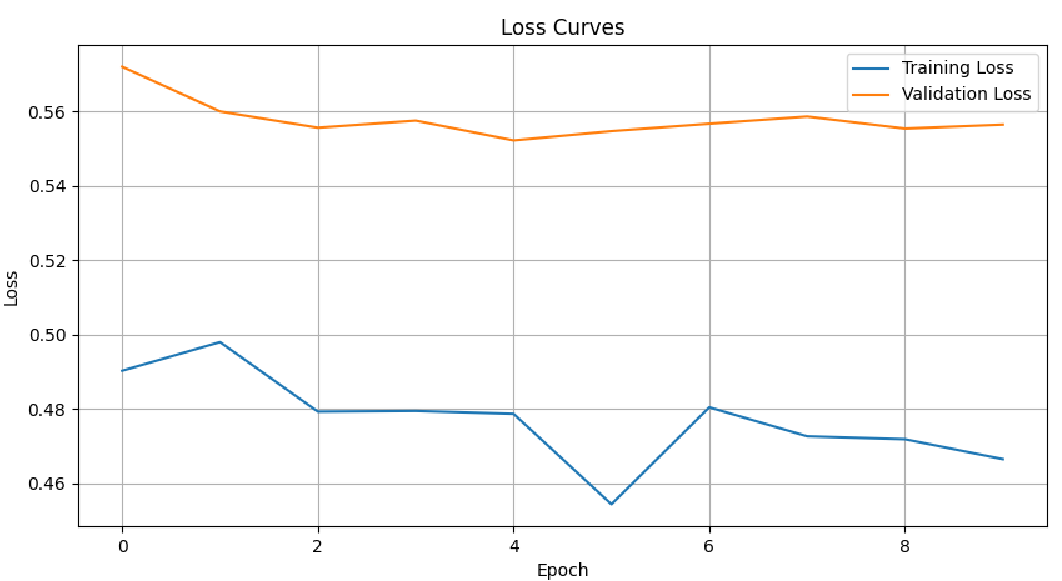 Loss Curves
Training Loss
Validation Loss
0.56
0.54
0.52
0.50
0.48
0.46
Loss
0 2 4 6 8
Epoch